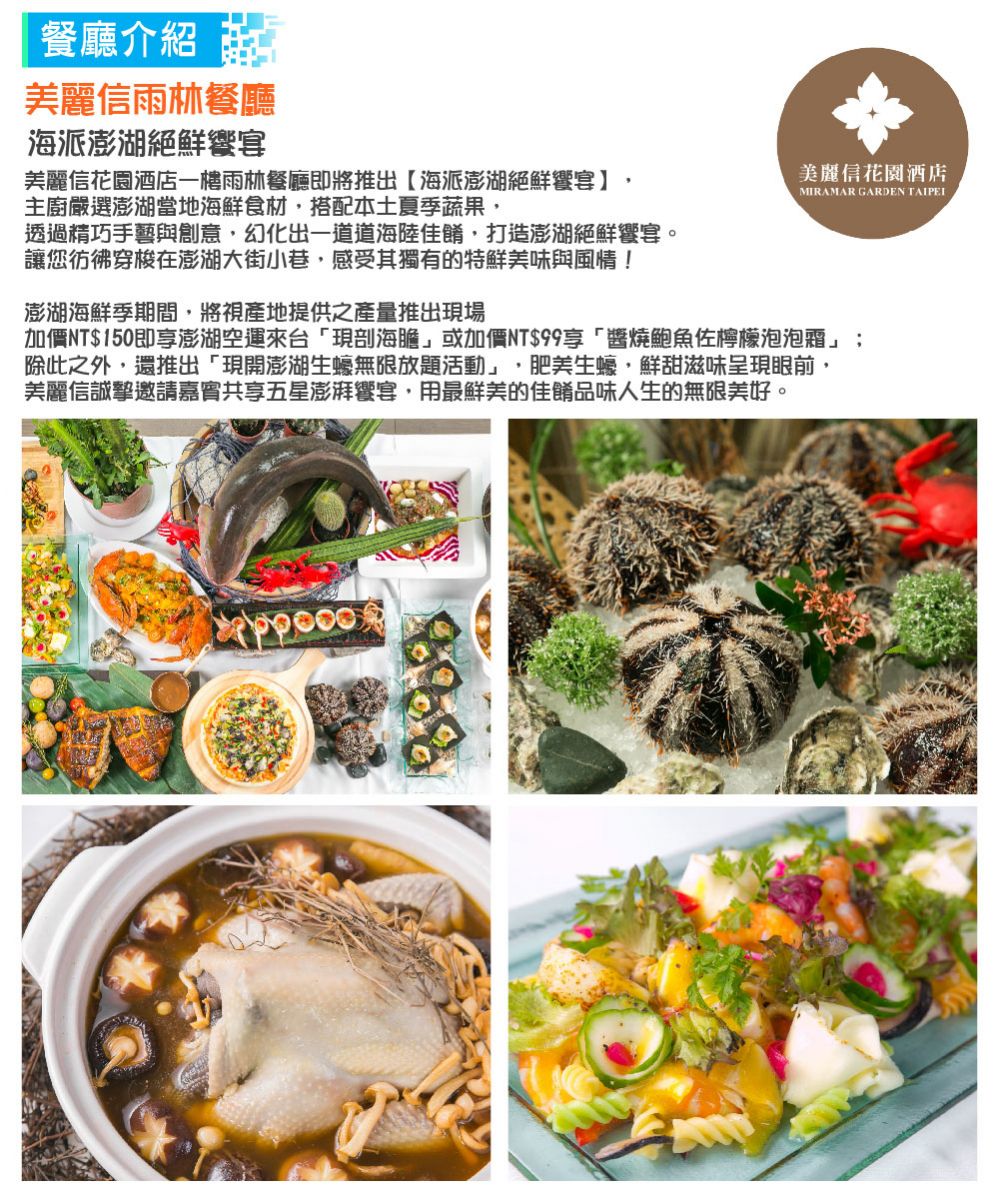 餐廳介紹
美麗信雨林餐廳
海派澎湖絕鮮饗宴
美麗信花園酒店一樓雨林餐廳即將推出【海派澎湖絕鮮饗宴】，
主廚嚴選澎湖當地海鮮食材，搭配本土夏季蔬果，
透過精巧手藝與創意，幻化出一道道海陸佳餚，打造澎湖絕鮮饗宴。
讓您彷彿穿梭在澎湖大街小巷，感受其獨有的特鮮美味與風情！
美麗信花園酒店
MIRAMAR GARDEN TAIPEI
澎湖海鮮季期間，將視產地提供之產量推出現場
加價NT$150即享澎湖空運來台「現剖海膽」或加價NT$99享「醬燒鮑魚佐檸檬泡泡霜」；
除此之外，還推出「現開澎湖生蠔無限放題活動」，肥美生蠔，鮮甜滋味呈現眼前，
美麗信誠摯邀請嘉賓共享五星澎湃饗宴，用最鮮美的佳餚品味人生的無限美好。